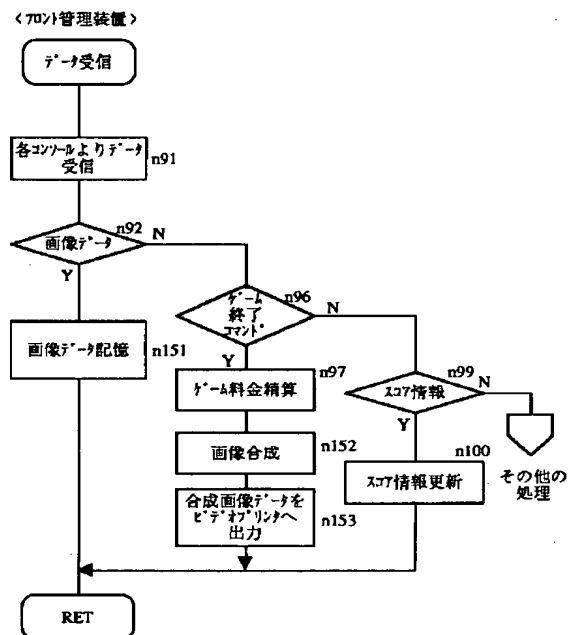 <フロント管理装置>
データ受信
各コンソールよりデータ
受信
n91
n92
画像データ
N
Y
ゲーム
終了
コマンド
n96
N
Y
画像データ記憶
n151
ゲーム料金精算
n97
スコア情報
n99
N
Y
画像合成
n152
スコア情報更新
n100
その他の
処理
合成画像データを
ビデオプリンタへ
出力
n153
RET